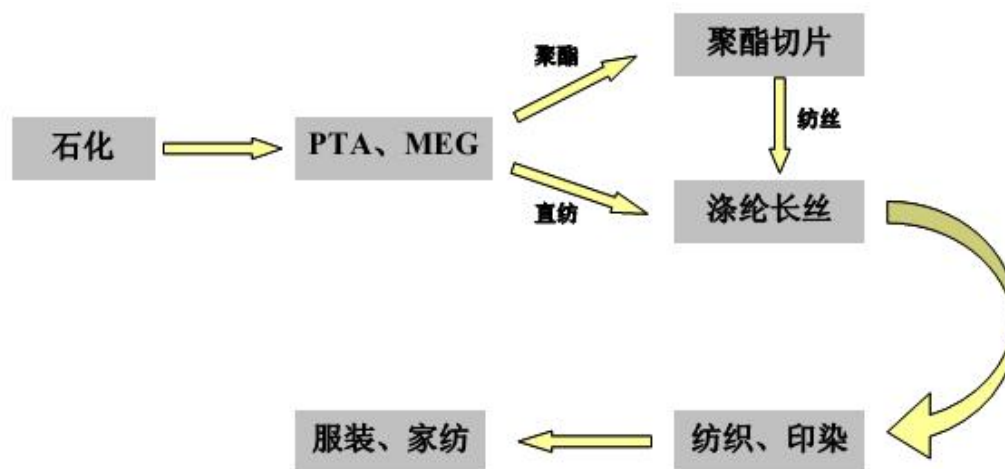 聚酯切片
聚酯
纺丝
石化
PTA、MEG
直纺
涤纶长丝
服装、家纺
纺织、印染